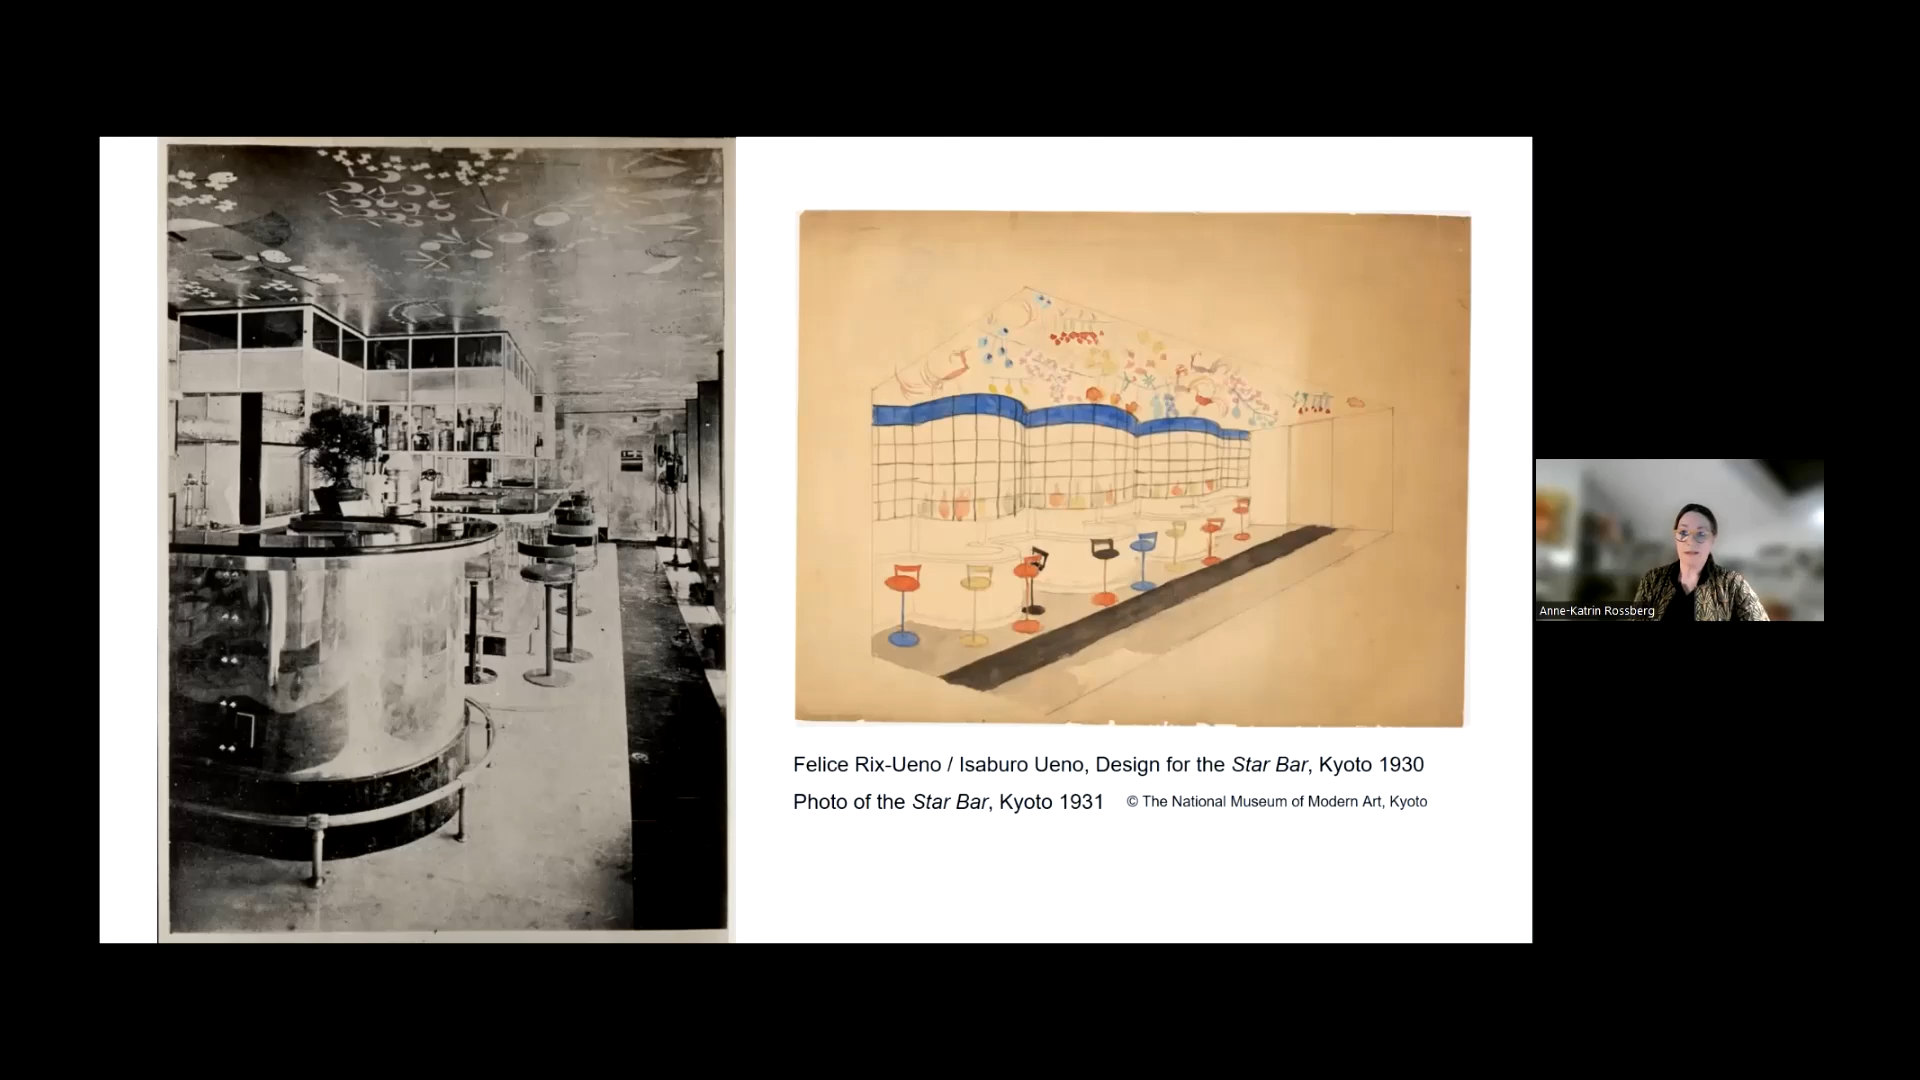 Felice Rix-Ueno / Isaburo Ueno, Design for the Star Bar, Kyoto 1930
Photo of the Star Bar, Kyoto 1931 © The National Museum of Modern Art, Kyoto
Anne-Katrin Rossberg